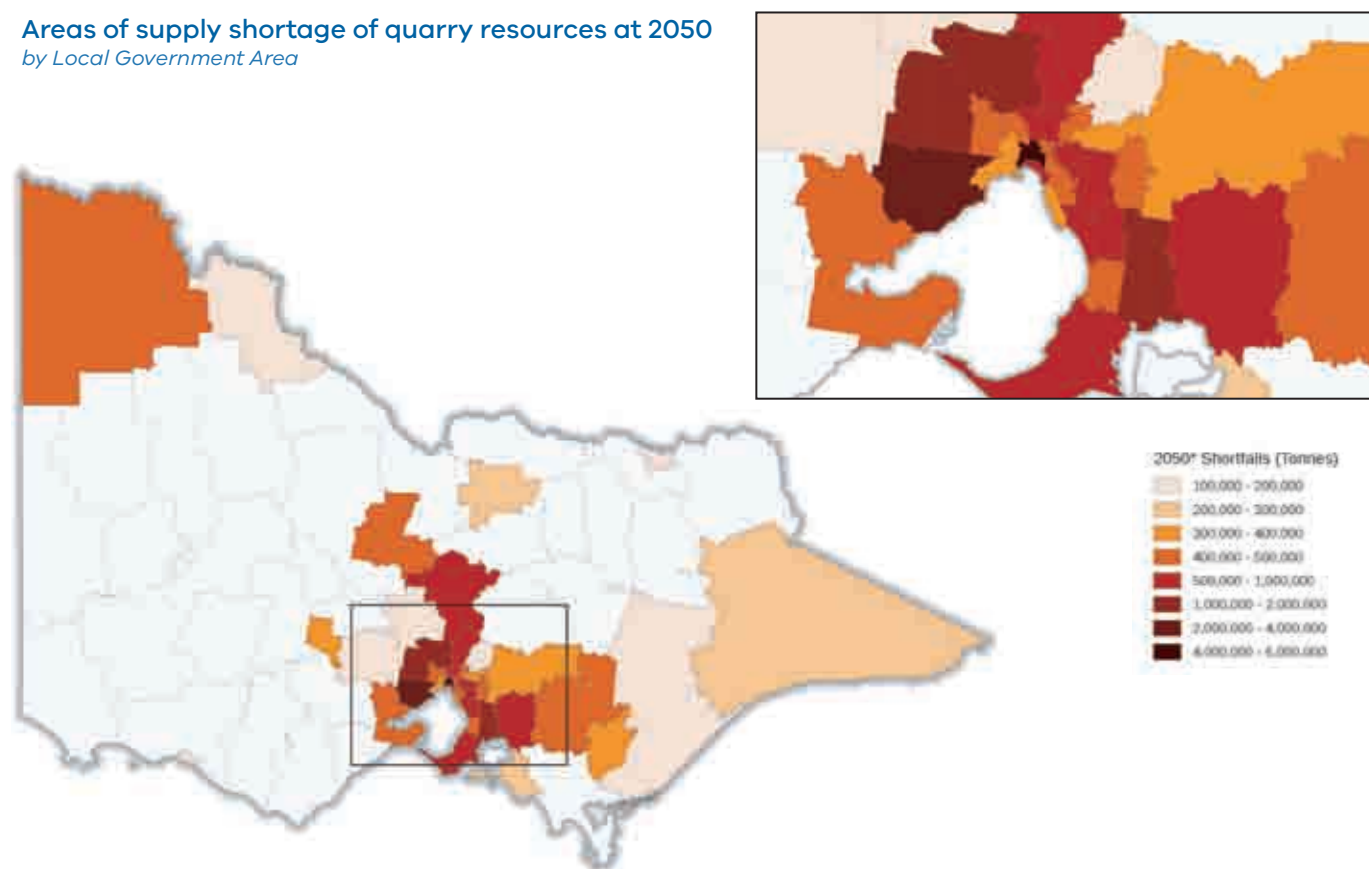 Areas of supply shortage of quarry resources at 2050
by Local Government Area
2050* Shortfalls (Tonnes)
100,000 - 200,000
200,000 - 300,000
300,000 - 400,000
400,000 - 500,000
500,000 - 1,000,000
1,000,000 - 2,000,000
2,000,000 - 4,000,000
4,000,000 - 6,000,000